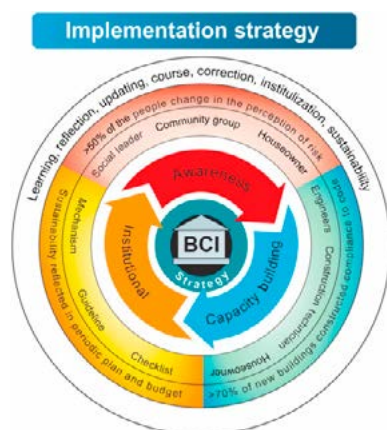 Implementation strategy
Learning, reflection, updating, course, correction, institulization, sustainability
>50% of the people change in the perception of risk
Social leader
Community group
Houseowner
Awareness
Engineers
Construction technician
Houseowner
>70% of new buildings constructed compliance to code
Capacity building
Mechanism
Guideline
Checklist
Sustainability reflected in periodic plan and budget
Institutional
BCI
Strategy